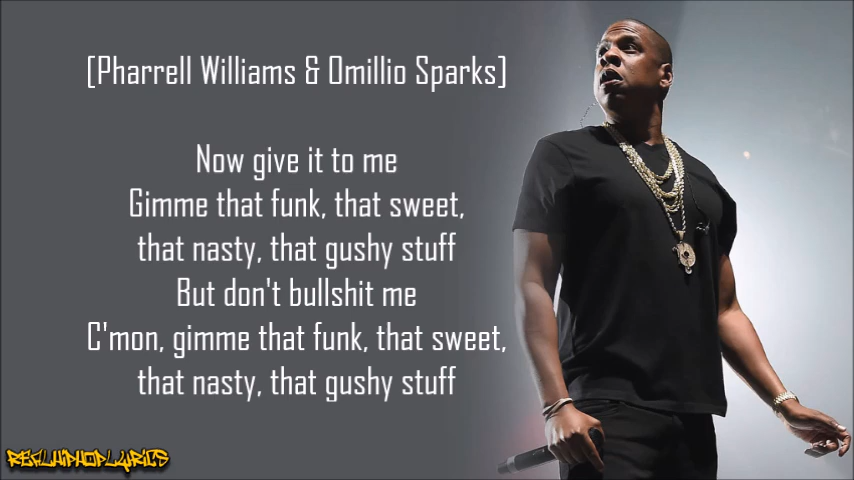 [Pharrell Williams & Omillio Sparks]
Now give it to me
Gimme that funk, that sweet,
that nasty, that gushy stuff
But don't bullshit me
C'mon, gimme that funk, that sweet,
that nasty, that gushy stuff
REALHIPHOPLYRICS